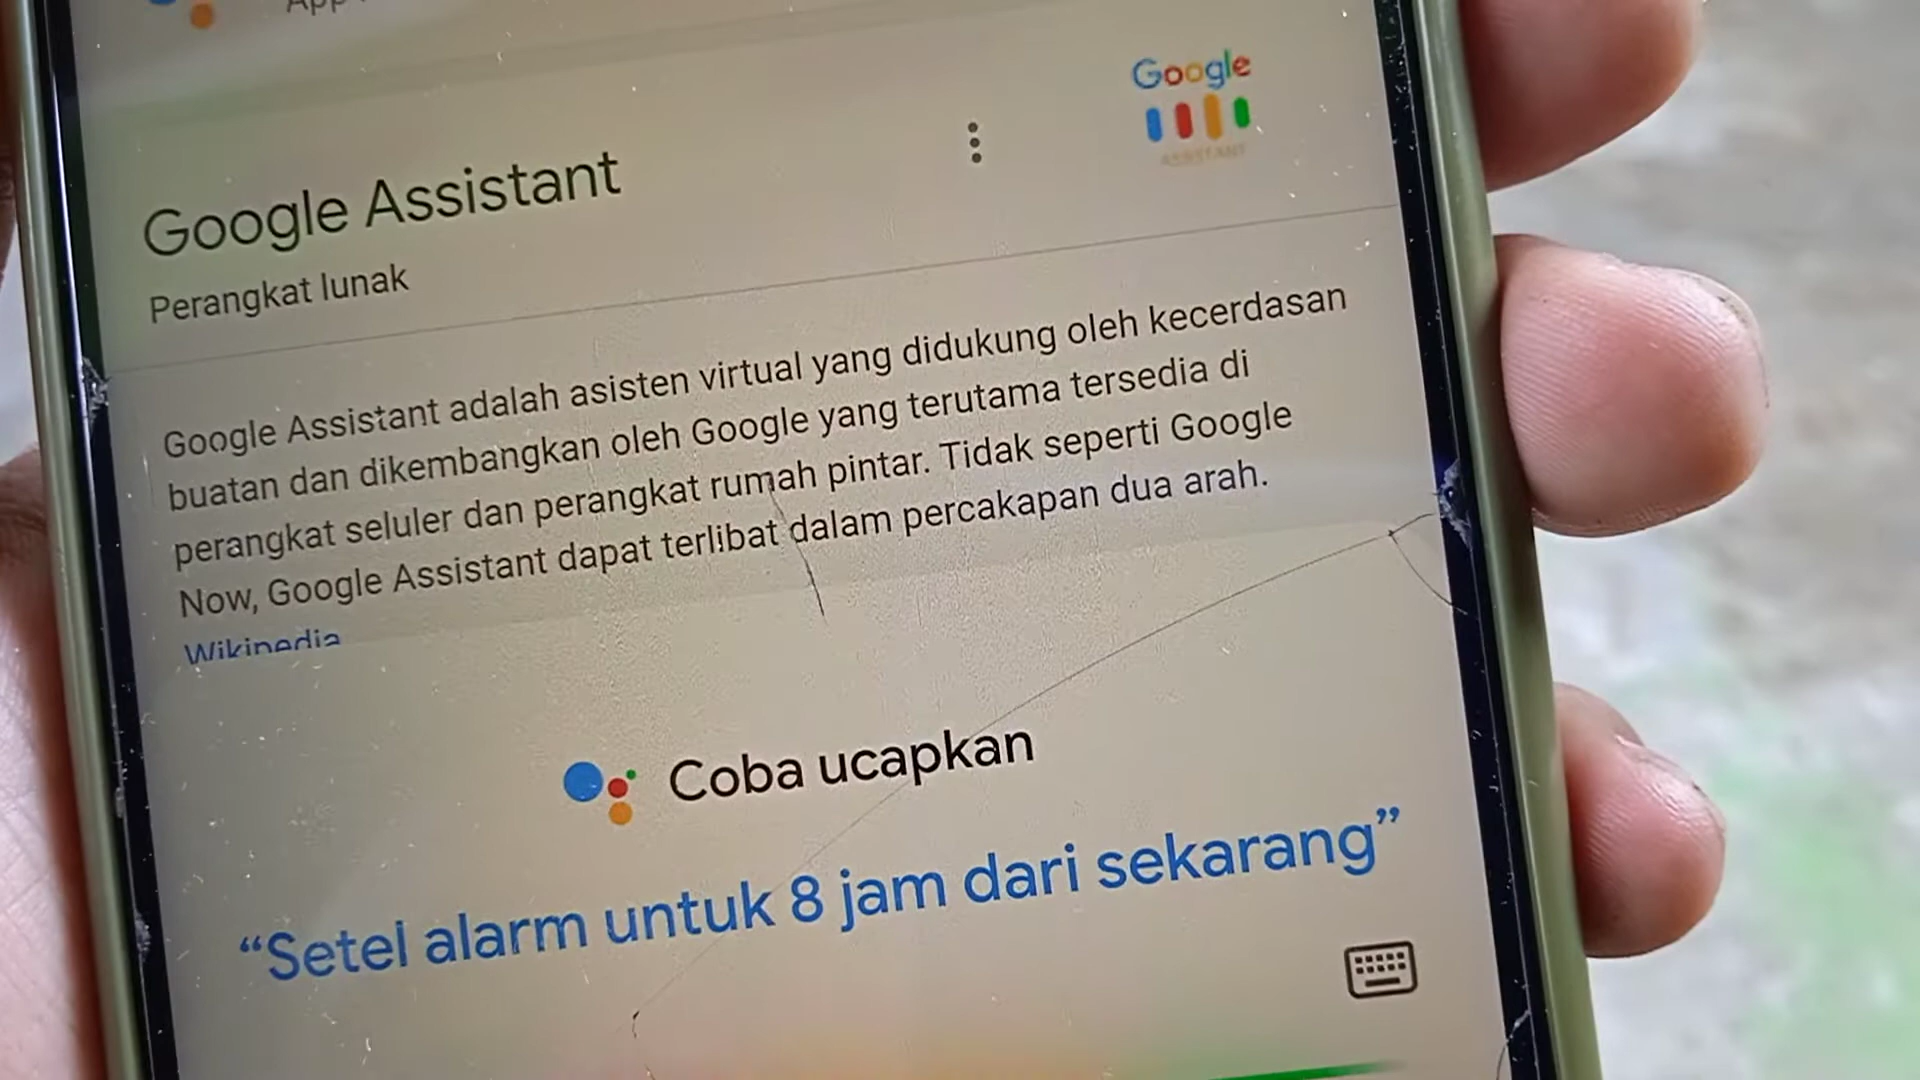 Google
ASSISTANT
Google Assistant
Perangkat lunak
Google Assistant adalah asisten virtual yang didukung oleh kecerdasan
buatan dan dikembangkan oleh Google yang terutama tersedia di
perangkat seluler dan perangkat rumah pintar. Tidak seperti Google
Now, Google Assistant dapat terlibat dalam percakapan dua arah.
Wikipedia
Coba ucapkan
“Setel alarm untuk 8 jam dari sekarang”